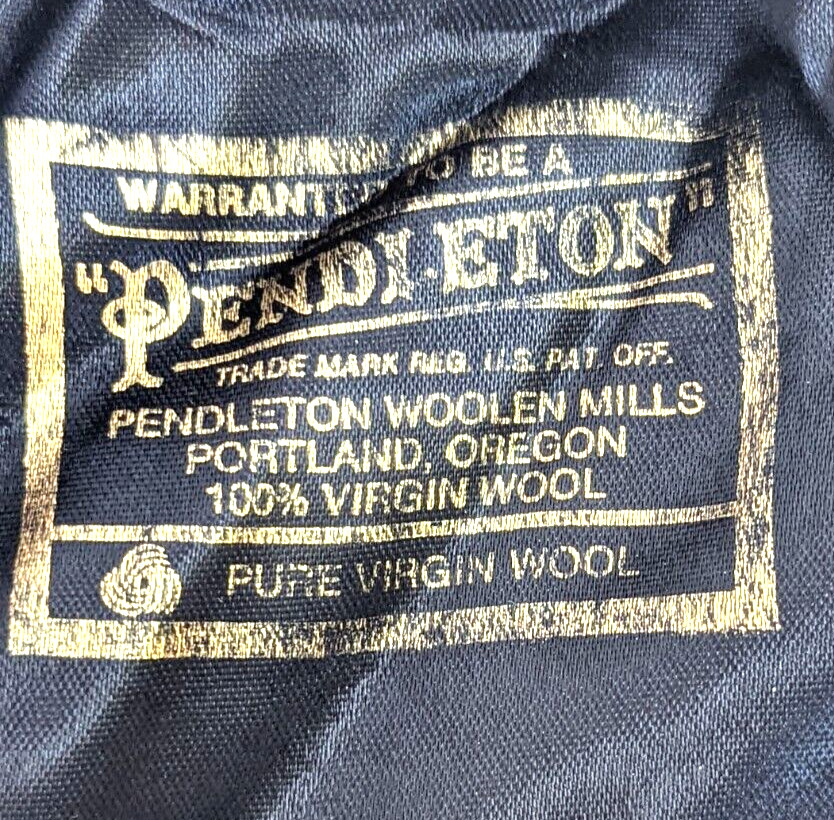 WARRANTED TO BE A
"PENDLETON"
TRADE MARK REG. U.S. PAT. OFF.
PENDLETON WOOLEN MILLS
PORTLAND, OREGON
100% VIRGIN WOOL
PURE VIRGIN WOOL